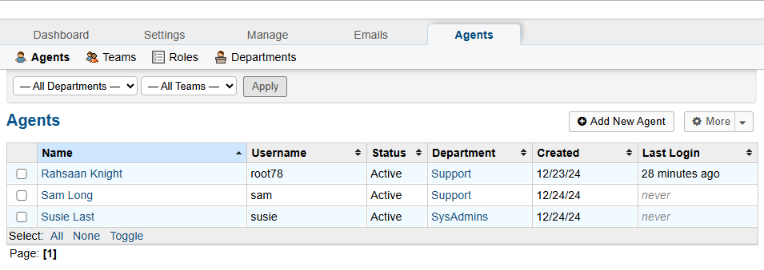 Dashboard Settings Manage Emails Agents
Agents Teams Roles Departments
— All Departments — — All Teams — Apply
Agents Add New Agent More
Name Username Status Department Created Last Login
Rahsaan Knight root78 Active Support 12/23/24 28 minutes ago
Sam Long sam Active Support 12/24/24 never
Susie Last susie Active SysAdmins 12/24/24 never
Select: All None Toggle
Page: [1]